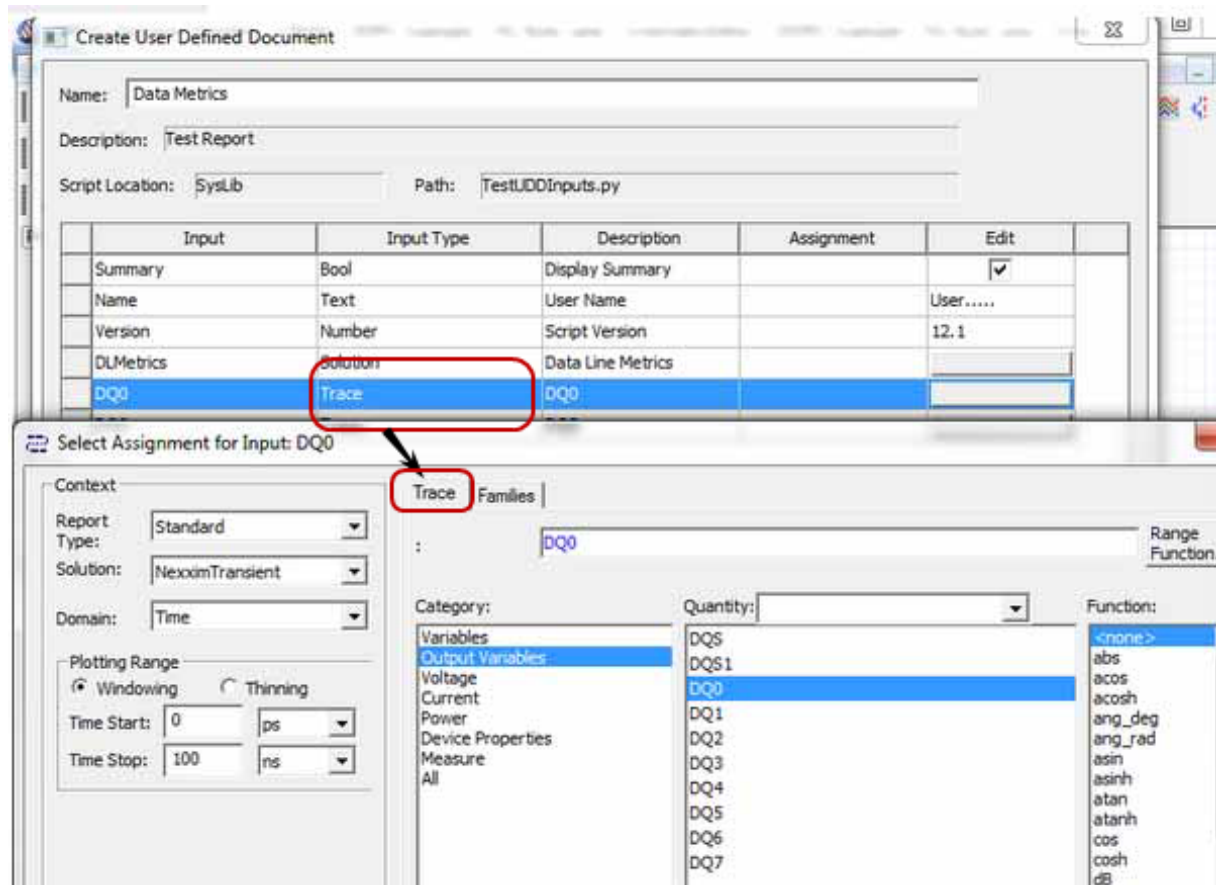 Create User Defined Document
Name: Data Metrics
Description: Test Report
Script Location: SysLib Path: TestUDDInputs.py
Input Input Type Description Assignment Edit
Summary Bool Display Summary
Name Text User Name User.....
Version Number Script Version 12.1
DLMetrics Solution Data Line Metrics
DQ0 Trace DQ0
Select Assignment for Input: DQ0
Context
Report Type: Standard
Solution: NexximTransient
Domain: Time
Plotting Range
Windowing Thinning
Time Start: 0 ps
Time Stop: 100 ns
Trace Families
: DQ0 Range Function
Category:
Variables
Output Variables
Voltage
Current
Power
Device Properties
Measure
All
Quantity:
DQS
DQS1
DQ0
DQ1
DQ2
DQ3
DQ4
DQ5
DQ6
DQ7
Function:
<none>
abs
acos
acosh
ang_deg
ang_rad
asin
asinh
atan
atanh
cos
cosh
dB